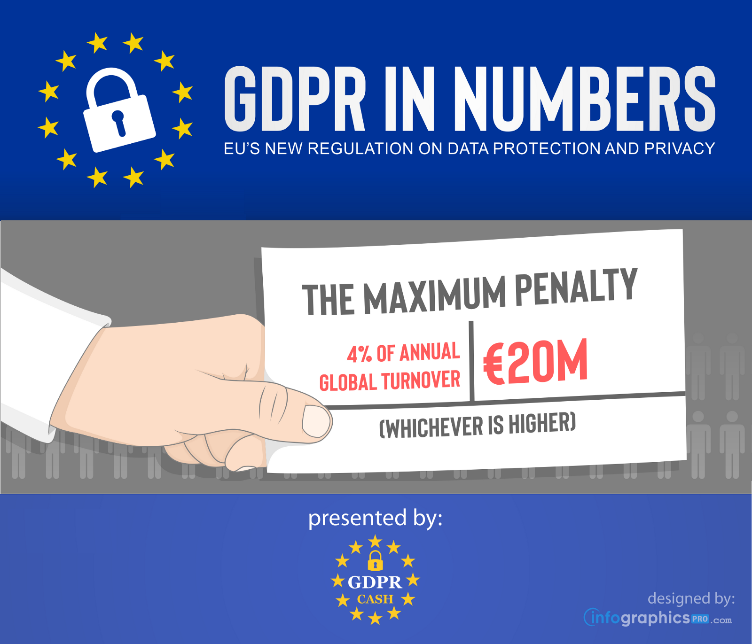 GDPR IN NUMBERS
EU'S NEW REGULATION ON DATA PROTECTION AND PRIVACY
THE MAXIMUM PENALTY
4% OF ANNUAL
GLOBAL TURNOVER
€20M
(WHICHEVER IS HIGHER)
presented by:
GDPR
CASH
designed by:
infographicsPRO.com